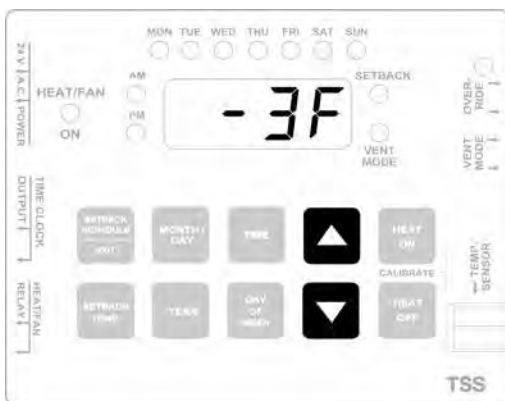 MON TUE WED THU FRI SAT SUN
24 V A.C. POWER
AM
SETBACK
HEAT/FAN
ON
PM
-3F
VENT
MODE
OVER-
RIDE
VENT
MODE
TIME CLOCK
OUTPUT
SETBACK
SCHEDULE
MONTH /
DAY
TIME
HEAT
ON
CALIBRATE
TEMP.
SENSOR
HEAT/FAN
RELAY
SETBACK
TEMP
YEAR
DAY
OF
WEEK
HEAT
OFF
TSS